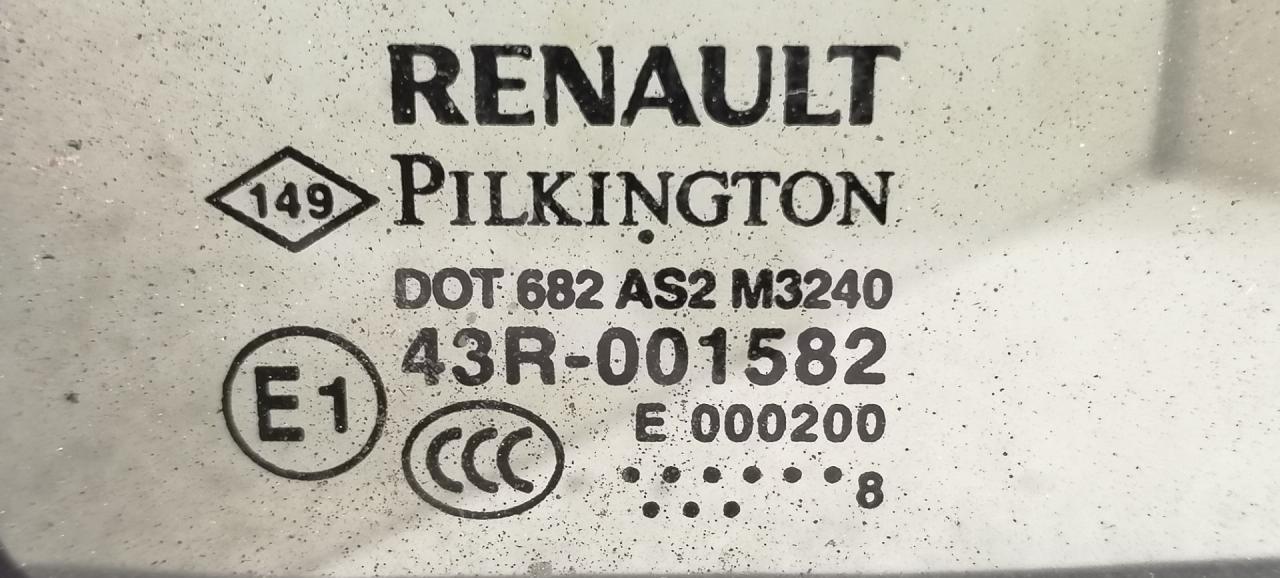 RENAULT
149
PILKINGTON
DOT 682 AS2 M3240
43R-001582
E1
CCC
E 000200
8